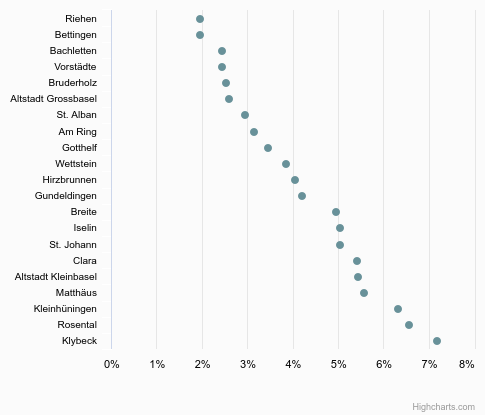 Riehen
Bettingen
Bachletten
Vorstädte
Bruderholz
Altstadt Grossbasel
St. Alban
Am Ring
Gotthelf
Wettstein
Hirzbrunnen
Gundeldingen
Breite
Iselin
St. Johann
Clara
Altstadt Kleinbasel
Matthäus
Kleinhüningen
Rosental
Klybeck
0% 1% 2% 3% 4% 5% 6% 7% 8%
Highcharts.com